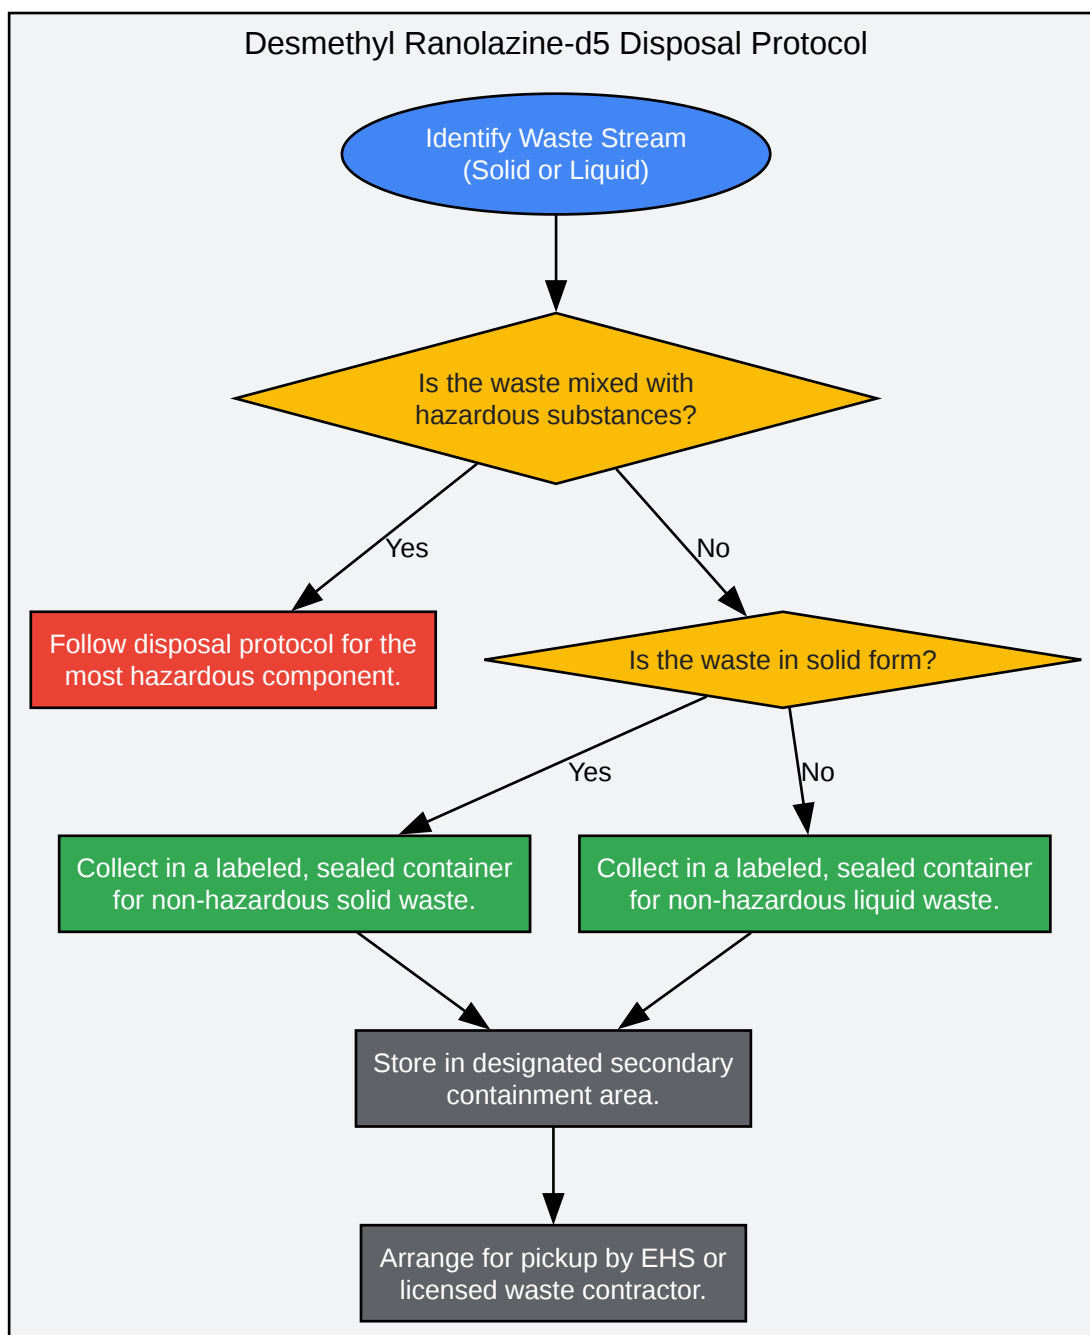 Desmethyl Ranolazine-d5 Disposal Protocol
Identify Waste Stream
(Solid or Liquid)
Is the waste mixed with
hazardous substances?
Yes
No
Follow disposal protocol for the
most hazardous component.
Is the waste in solid form?
Yes
No
Collect in a labeled, sealed container
for non-hazardous solid waste.
Collect in a labeled, sealed container
for non-hazardous liquid waste.
Store in designated secondary
containment area.
Arrange for pickup by EHS or
licensed waste contractor.